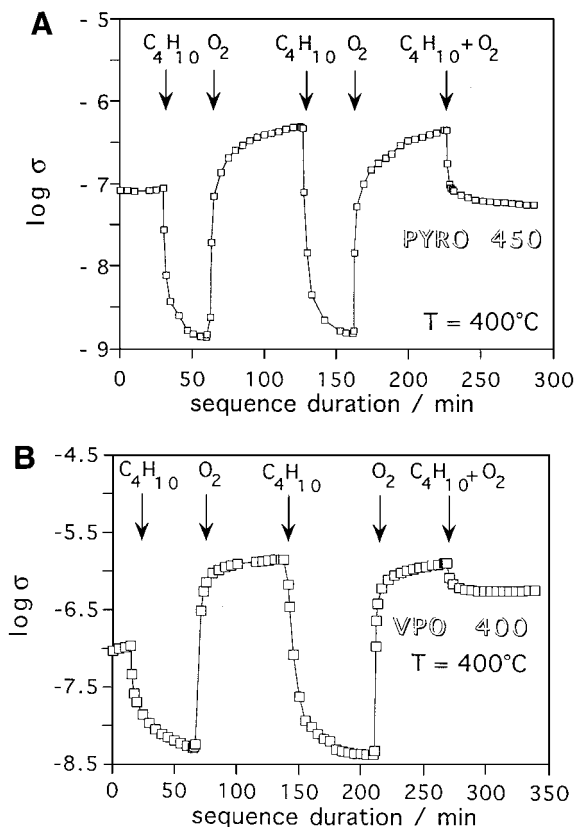 A
C4H10 O2 C4H10 O2 C4H10+O2
-5
-6
-7
-8
-9
log σ
PYRO 450
T = 400°C
0 50 100 150 200 250 300
sequence duration / min
B
C4H10 O2 C4H10 O2 C4H10+O2
-4.5
-5.5
-6.5
-7.5
-8.5
log σ
VPO 400
T = 400°C
0 50 100 150 200 250 300 350
sequence duration / min